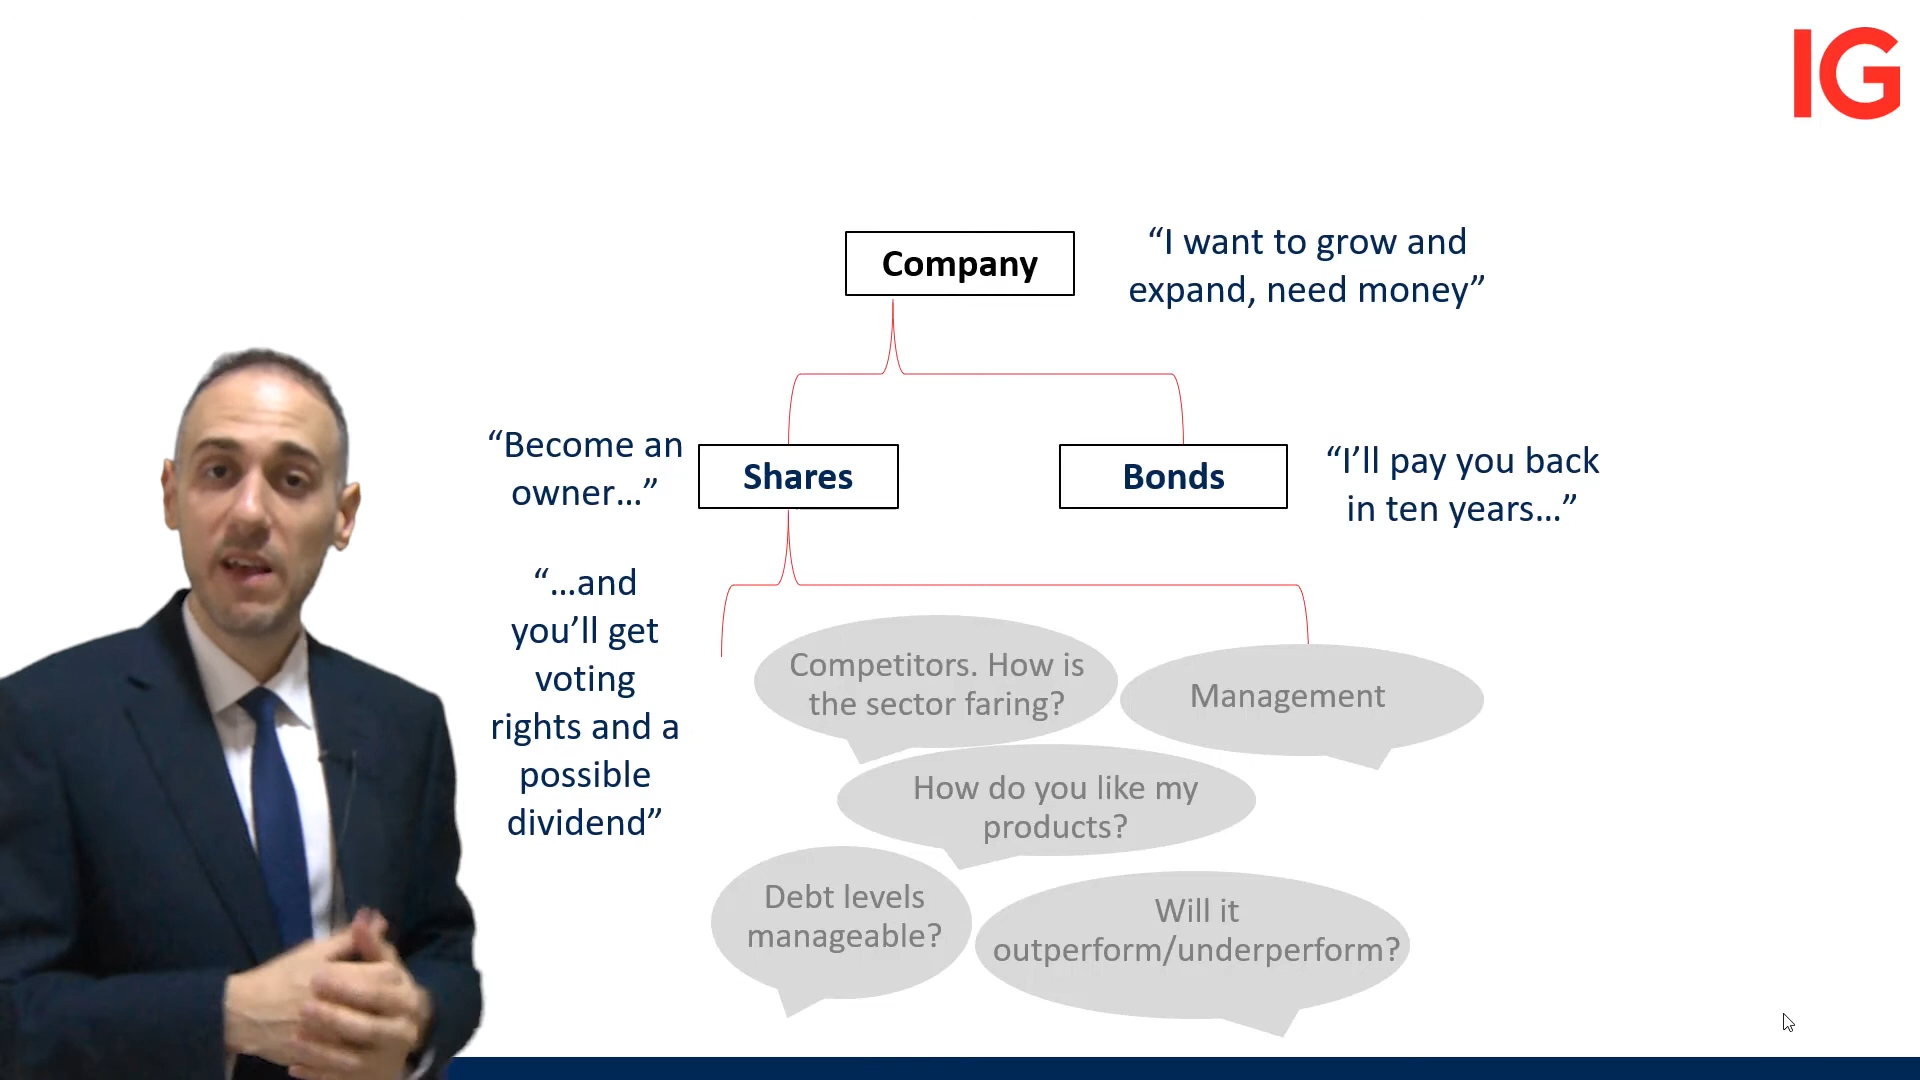 IG
“I want to grow and
expand, need money”
Company
“Become an
owner...”
Shares
Bonds
“I’ll pay you back
in ten years...”
“...and
you’ll get
voting
rights and a
possible
dividend”
Competitors. How is
the sector faring?
Management
How do you like my
products?
Debt levels
manageable?
Will it
outperform/underperform?